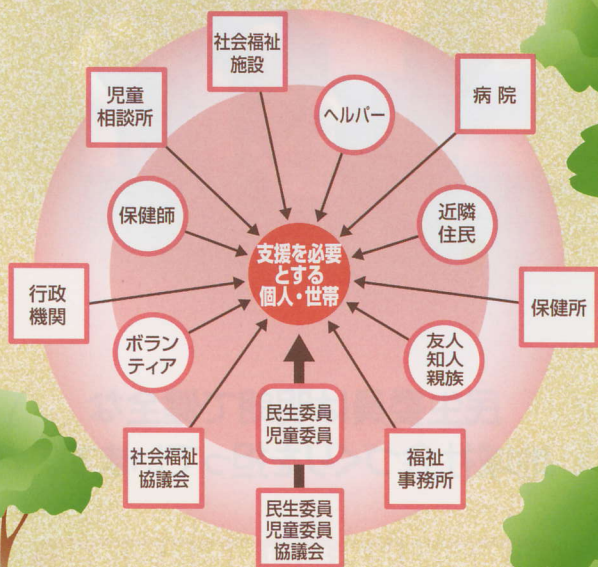 社会福祉
施設
児童
相談所
ヘルパー
病院
保健師
近隣
住民
支援を必要
とする
個人・世帯
行政
機関
保健所
ボラン
ティア
友人
知人
親族
民生委員
児童委員
社会福祉
協議会
福祉
事務所
民生委員
児童委員
協議会